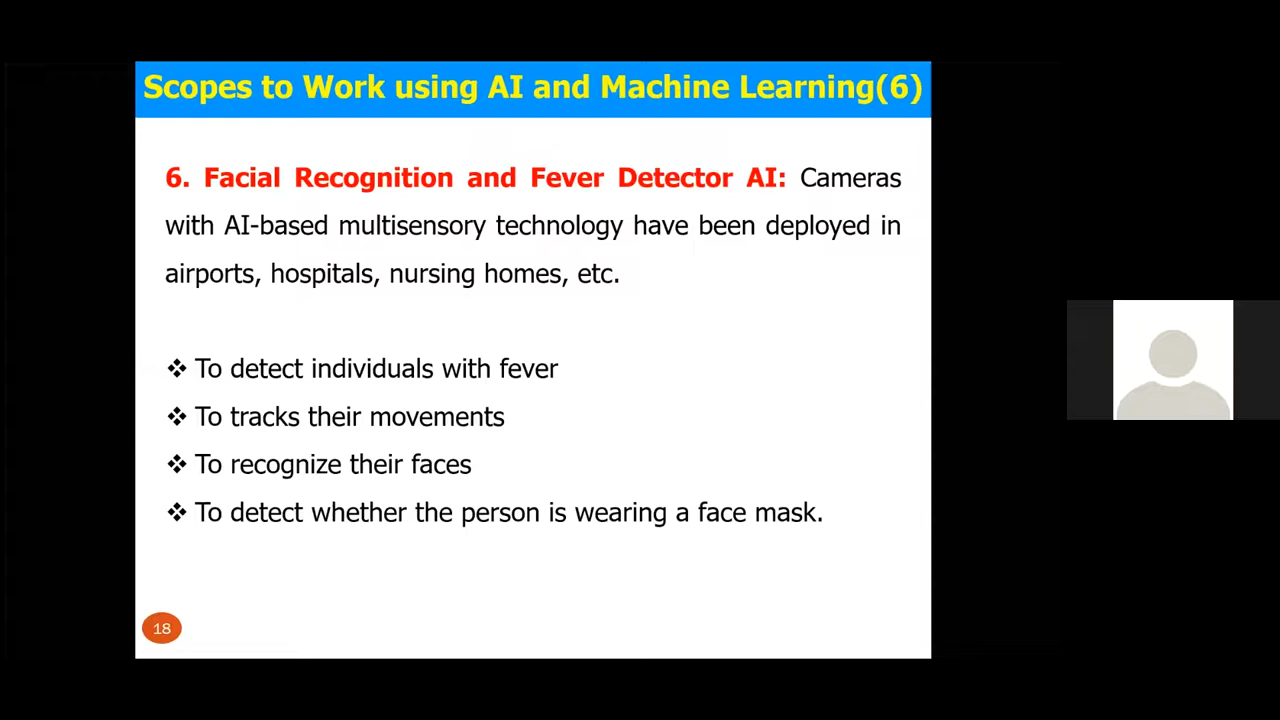 Scopes to Work using AI and Machine Learning(6)
6. Facial Recognition and Fever Detector AI: Cameras
with AI-based multisensory technology have been deployed in
airports, hospitals, nursing homes, etc.
❖ To detect individuals with fever
❖ To tracks their movements
❖ To recognize their faces
❖ To detect whether the person is wearing a face mask.
18